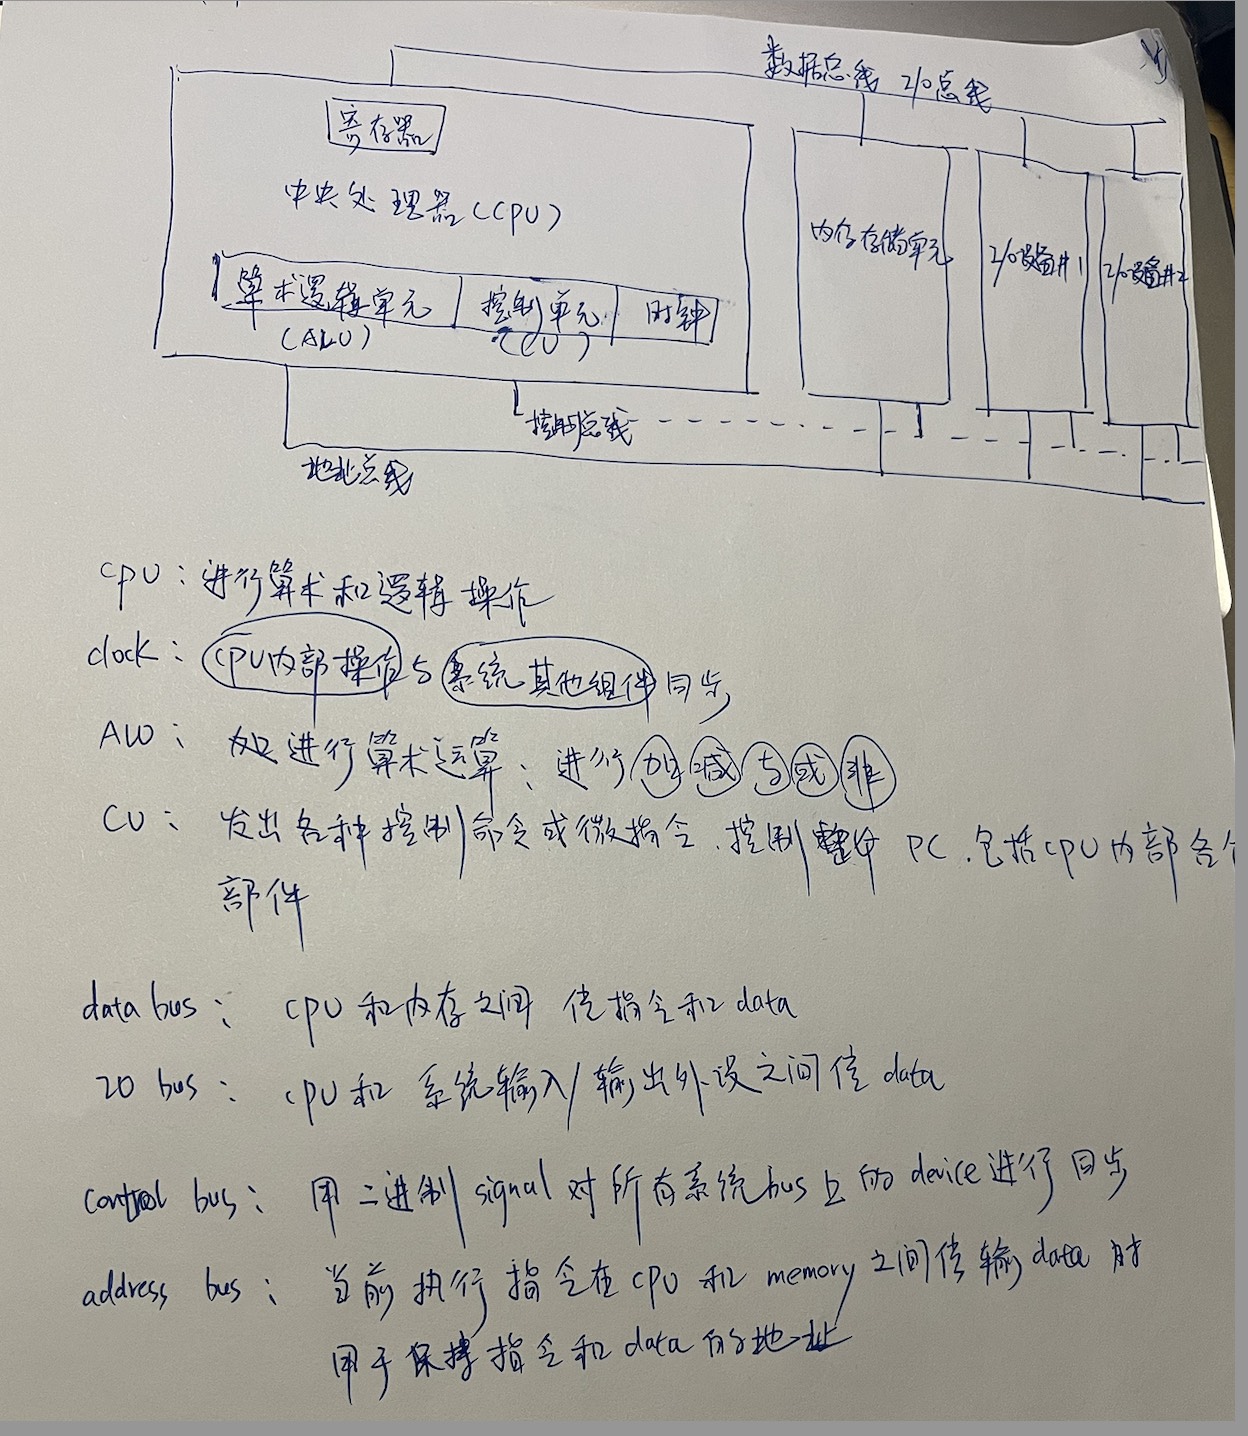 数据总线 I/O总线
寄存器
中央处理器(CPU)
算术逻辑单元
(ALU)
控制单元
(CU)
时钟
内存存储单元
I/O设备#1
I/O设备#2
控制总线
地址总线
CPU：进行算术和逻辑操作
clock：CPU内部操作与系统其他组件同步
ALU：进行算术运算；进行加 减 与 或 非
CU：发出各种控制命令或微指令，控制整个PC，包括CPU内部各个
部件
data bus：CPU和内存之间传指令和data
IO bus：CPU和系统输入/输出外设之间传data
control bus：用二进制signal对所有系统bus上的device进行同步
address bus：当前执行指令在CPU和memory之间传输data时
用于保持指令和data的地址